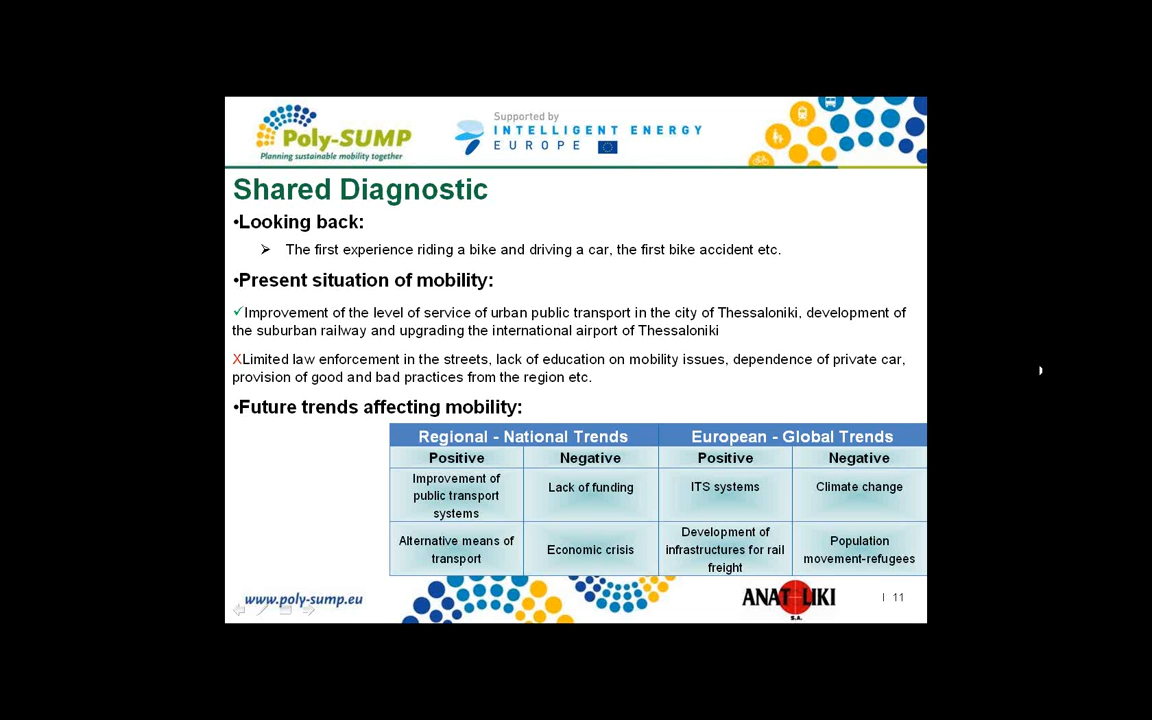 Poly-SUMP
Planning sustainable mobility together
Supported by
INTELLIGENT ENERGY
EUROPE
Shared Diagnostic
•Looking back:
➢ The first experience riding a bike and driving a car, the first bike accident etc.
•Present situation of mobility:
✓Improvement of the level of service of urban public transport in the city of Thessaloniki, development of
the suburban railway and upgrading the international airport of Thessaloniki
XLimited law enforcement in the streets, lack of education on mobility issues, dependence of private car,
provision of good and bad practices from the region etc.
•Future trends affecting mobility:
Regional - National Trends European - Global Trends
Positive Negative Positive Negative
Improvement of
public transport
systems
Lack of funding
ITS systems
Climate change
Alternative means of
transport
Economic crisis
Development of
infrastructures for rail
freight
Population
movement-refugees
www.poly-sump.eu
ANATOLIKI
S.A.
I 11